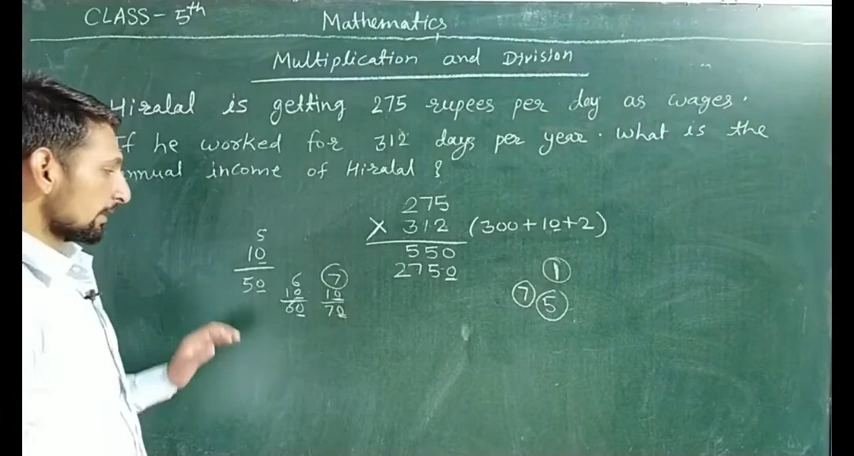 CLASS - 5th
Mathematics
Multiplication and Division
Hiralal is getting 275 rupees per day as wages.
If he worked for 312 days per year. What is the
annual income of Hiralal ?
275
× 312 (300+10+2)
550
2750
5
10
50
6
10
60
7
10
70
1
7 5